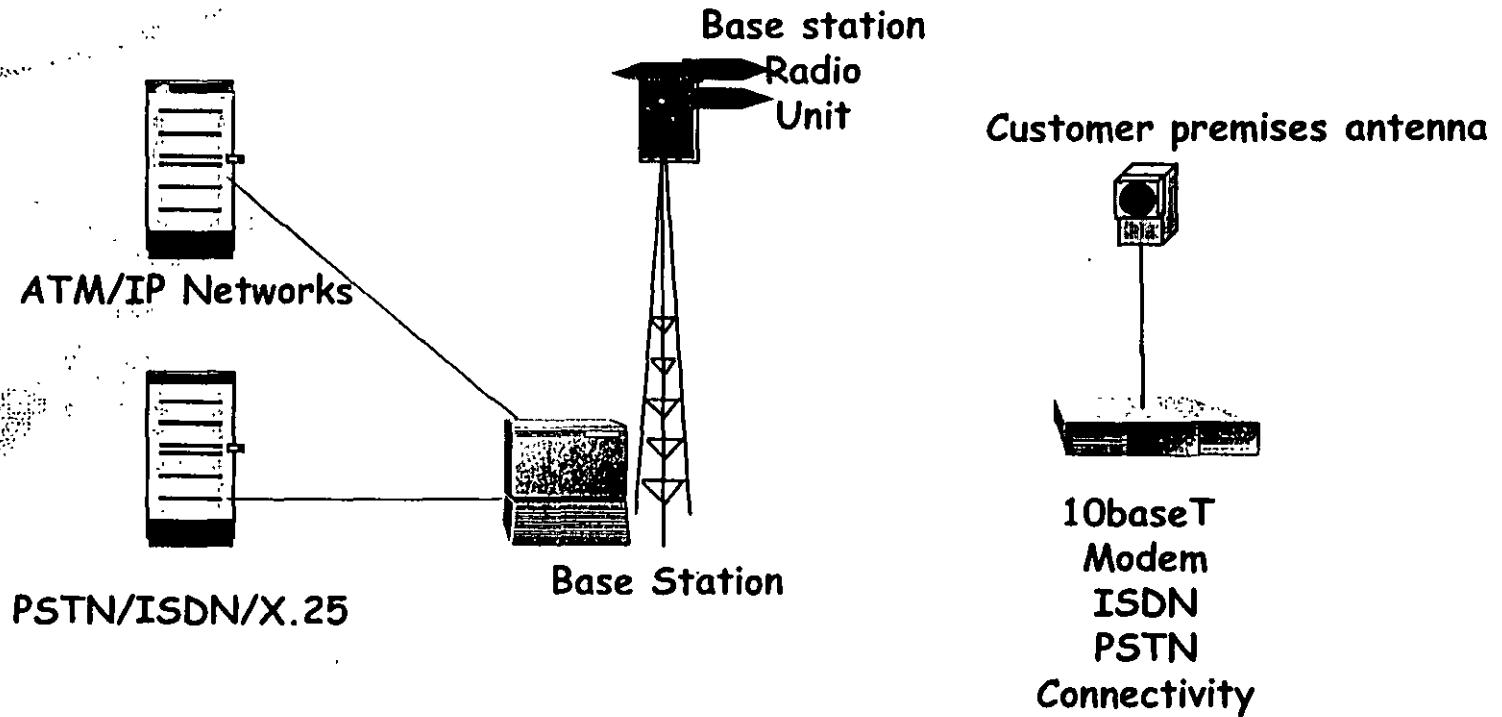 Base station
Radio
Unit
Customer premises antenna
ATM/IP Networks
PSTN/ISDN/X.25
Base Station
10baseT
Modem
ISDN
PSTN
Connectivity